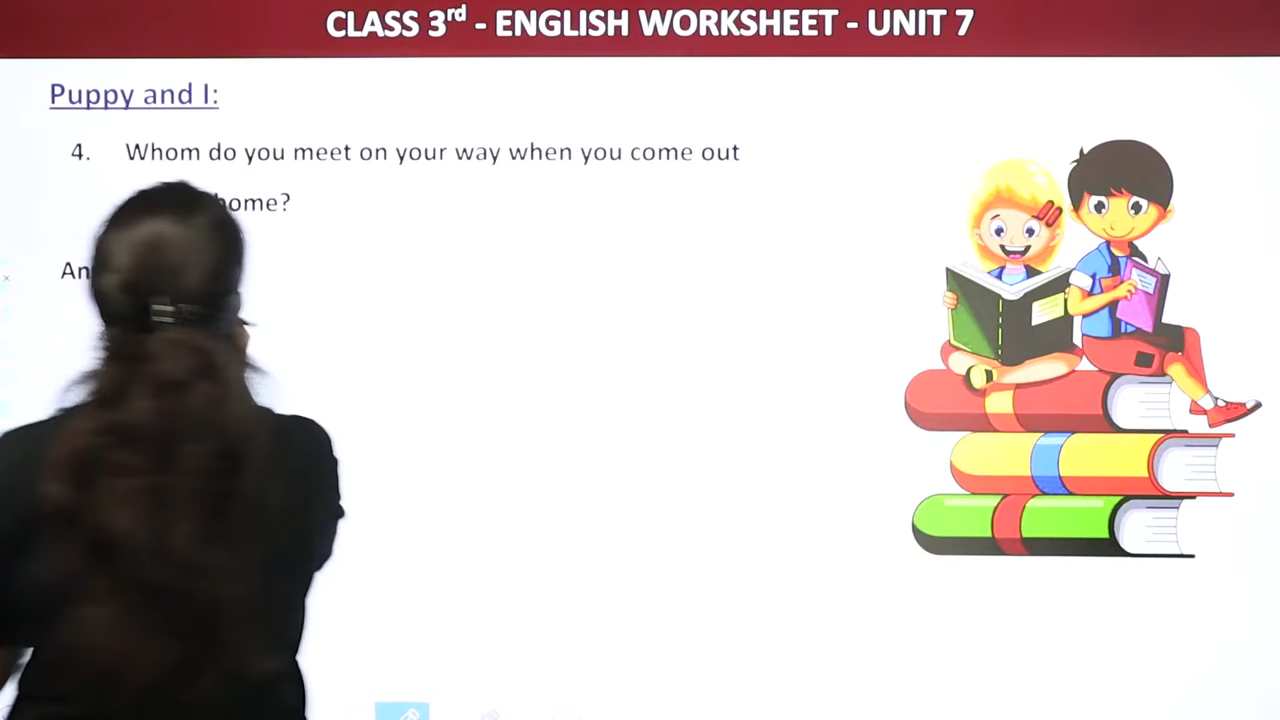 CLASS 3rd - ENGLISH WORKSHEET - UNIT 7
Puppy and I:
4. Whom do you meet on your way when you come out
home?